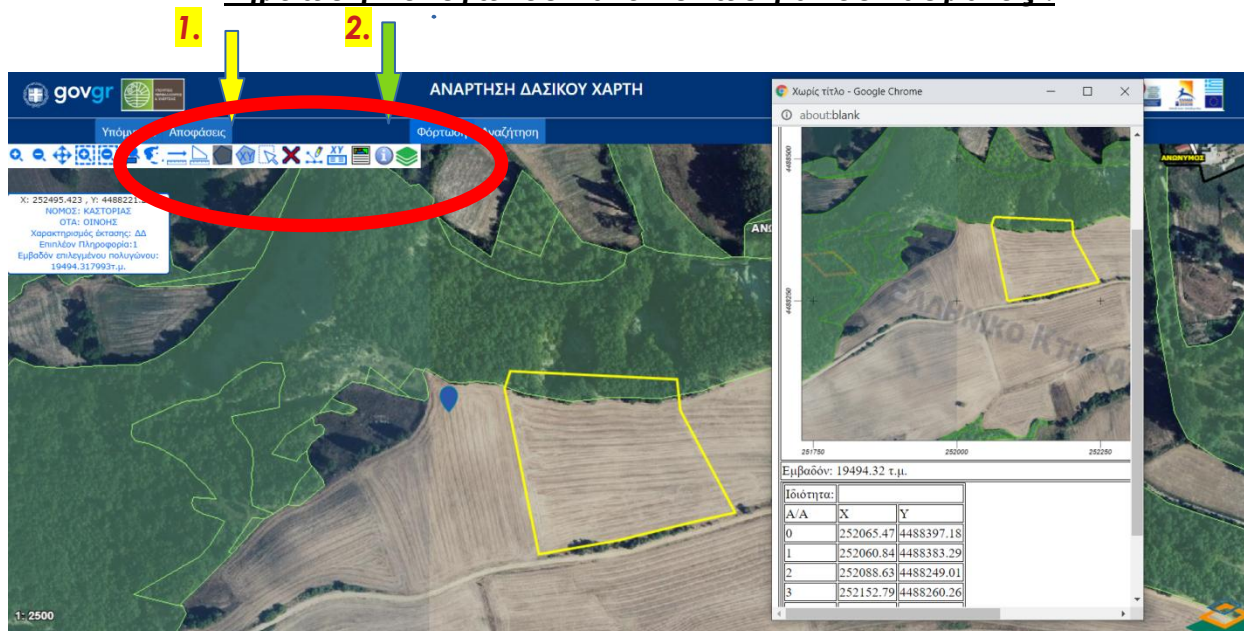 1.
2.
govgr
ΑΝΑΡΤΗΣΗ ΔΑΣΙΚΟΥ ΧΑΡΤΗ
Αποφάσεις
Αναζήτηση
X: 252495.423 , Y:
ΝΟΜΟΣ: ΚΑΣΤΟΡΙΑΣ
ΟΤΑ: ΟΙΝΟΗΣ
Χαρακτηρισμός έκτασης: ΔΔ
Επιπλέον Πληροφορία:1
Εμβαδόν επιλεγμένου πολυγώνου:
19494.317993τ.μ.
ΑΝΩΝΥΜΟΣ
1: 2500
Χωρίς τίτλο - Google Chrome
about:blank
4488500
4488250
ΕΛΛΗΝΙΚΟ
251750
252000
252250
Εμβαδόν: 19494.32 τ.μ.
Ιδιότητα:
A/A X Y
0 252065.47 4488397.18
1 252060.84 4488383.29
2 252088.63 4488249.01
3 252152.79 4488260.26